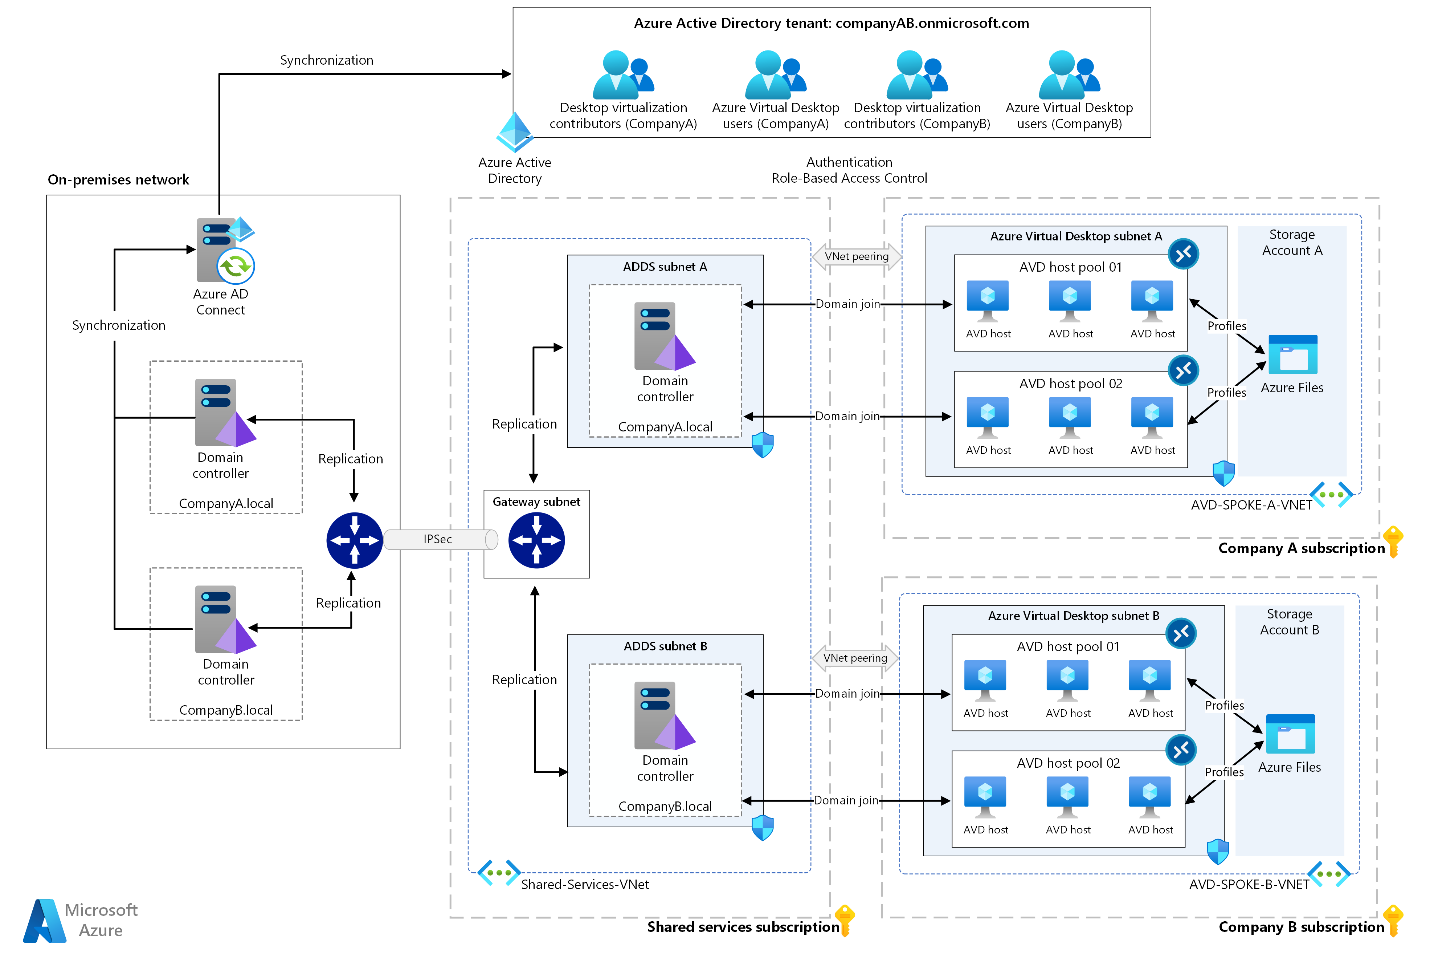 Azure Active Directory tenant: companyAB.onmicrosoft.com
Synchronization
Desktop virtualization
contributors (CompanyA)
Azure Virtual Desktop
users (CompanyA)
Desktop virtualization
contributors (CompanyB)
Azure Virtual Desktop
users (CompanyB)
Azure Active
Directory
Authentication
Role-Based Access Control
On-premises network
Azure AD
Connect
Synchronization
Domain
controller
CompanyA.local
Replication
Domain
controller
CompanyB.local
Replication
IPSec
ADDS subnet A
Domain
controller
CompanyA.local
Replication
Gateway subnet
Replication
ADDS subnet B
Domain
controller
CompanyB.local
Shared-Services-VNet
Shared services subscription
VNet peering
Domain join
Domain join
Azure Virtual Desktop subnet A
AVD host pool 01
AVD host
AVD host
AVD host
AVD host pool 02
AVD host
AVD host
AVD host
Profiles
Profiles
Storage
Account A
Azure Files
AVD-SPOKE-A-VNET
Company A subscription
VNet peering
Domain join
Domain join
Azure Virtual Desktop subnet B
AVD host pool 01
AVD host
AVD host
AVD host
AVD host pool 02
AVD host
AVD host
AVD host
Profiles
Profiles
Storage
Account B
Azure Files
AVD-SPOKE-B-VNET
Company B subscription
Microsoft
Azure